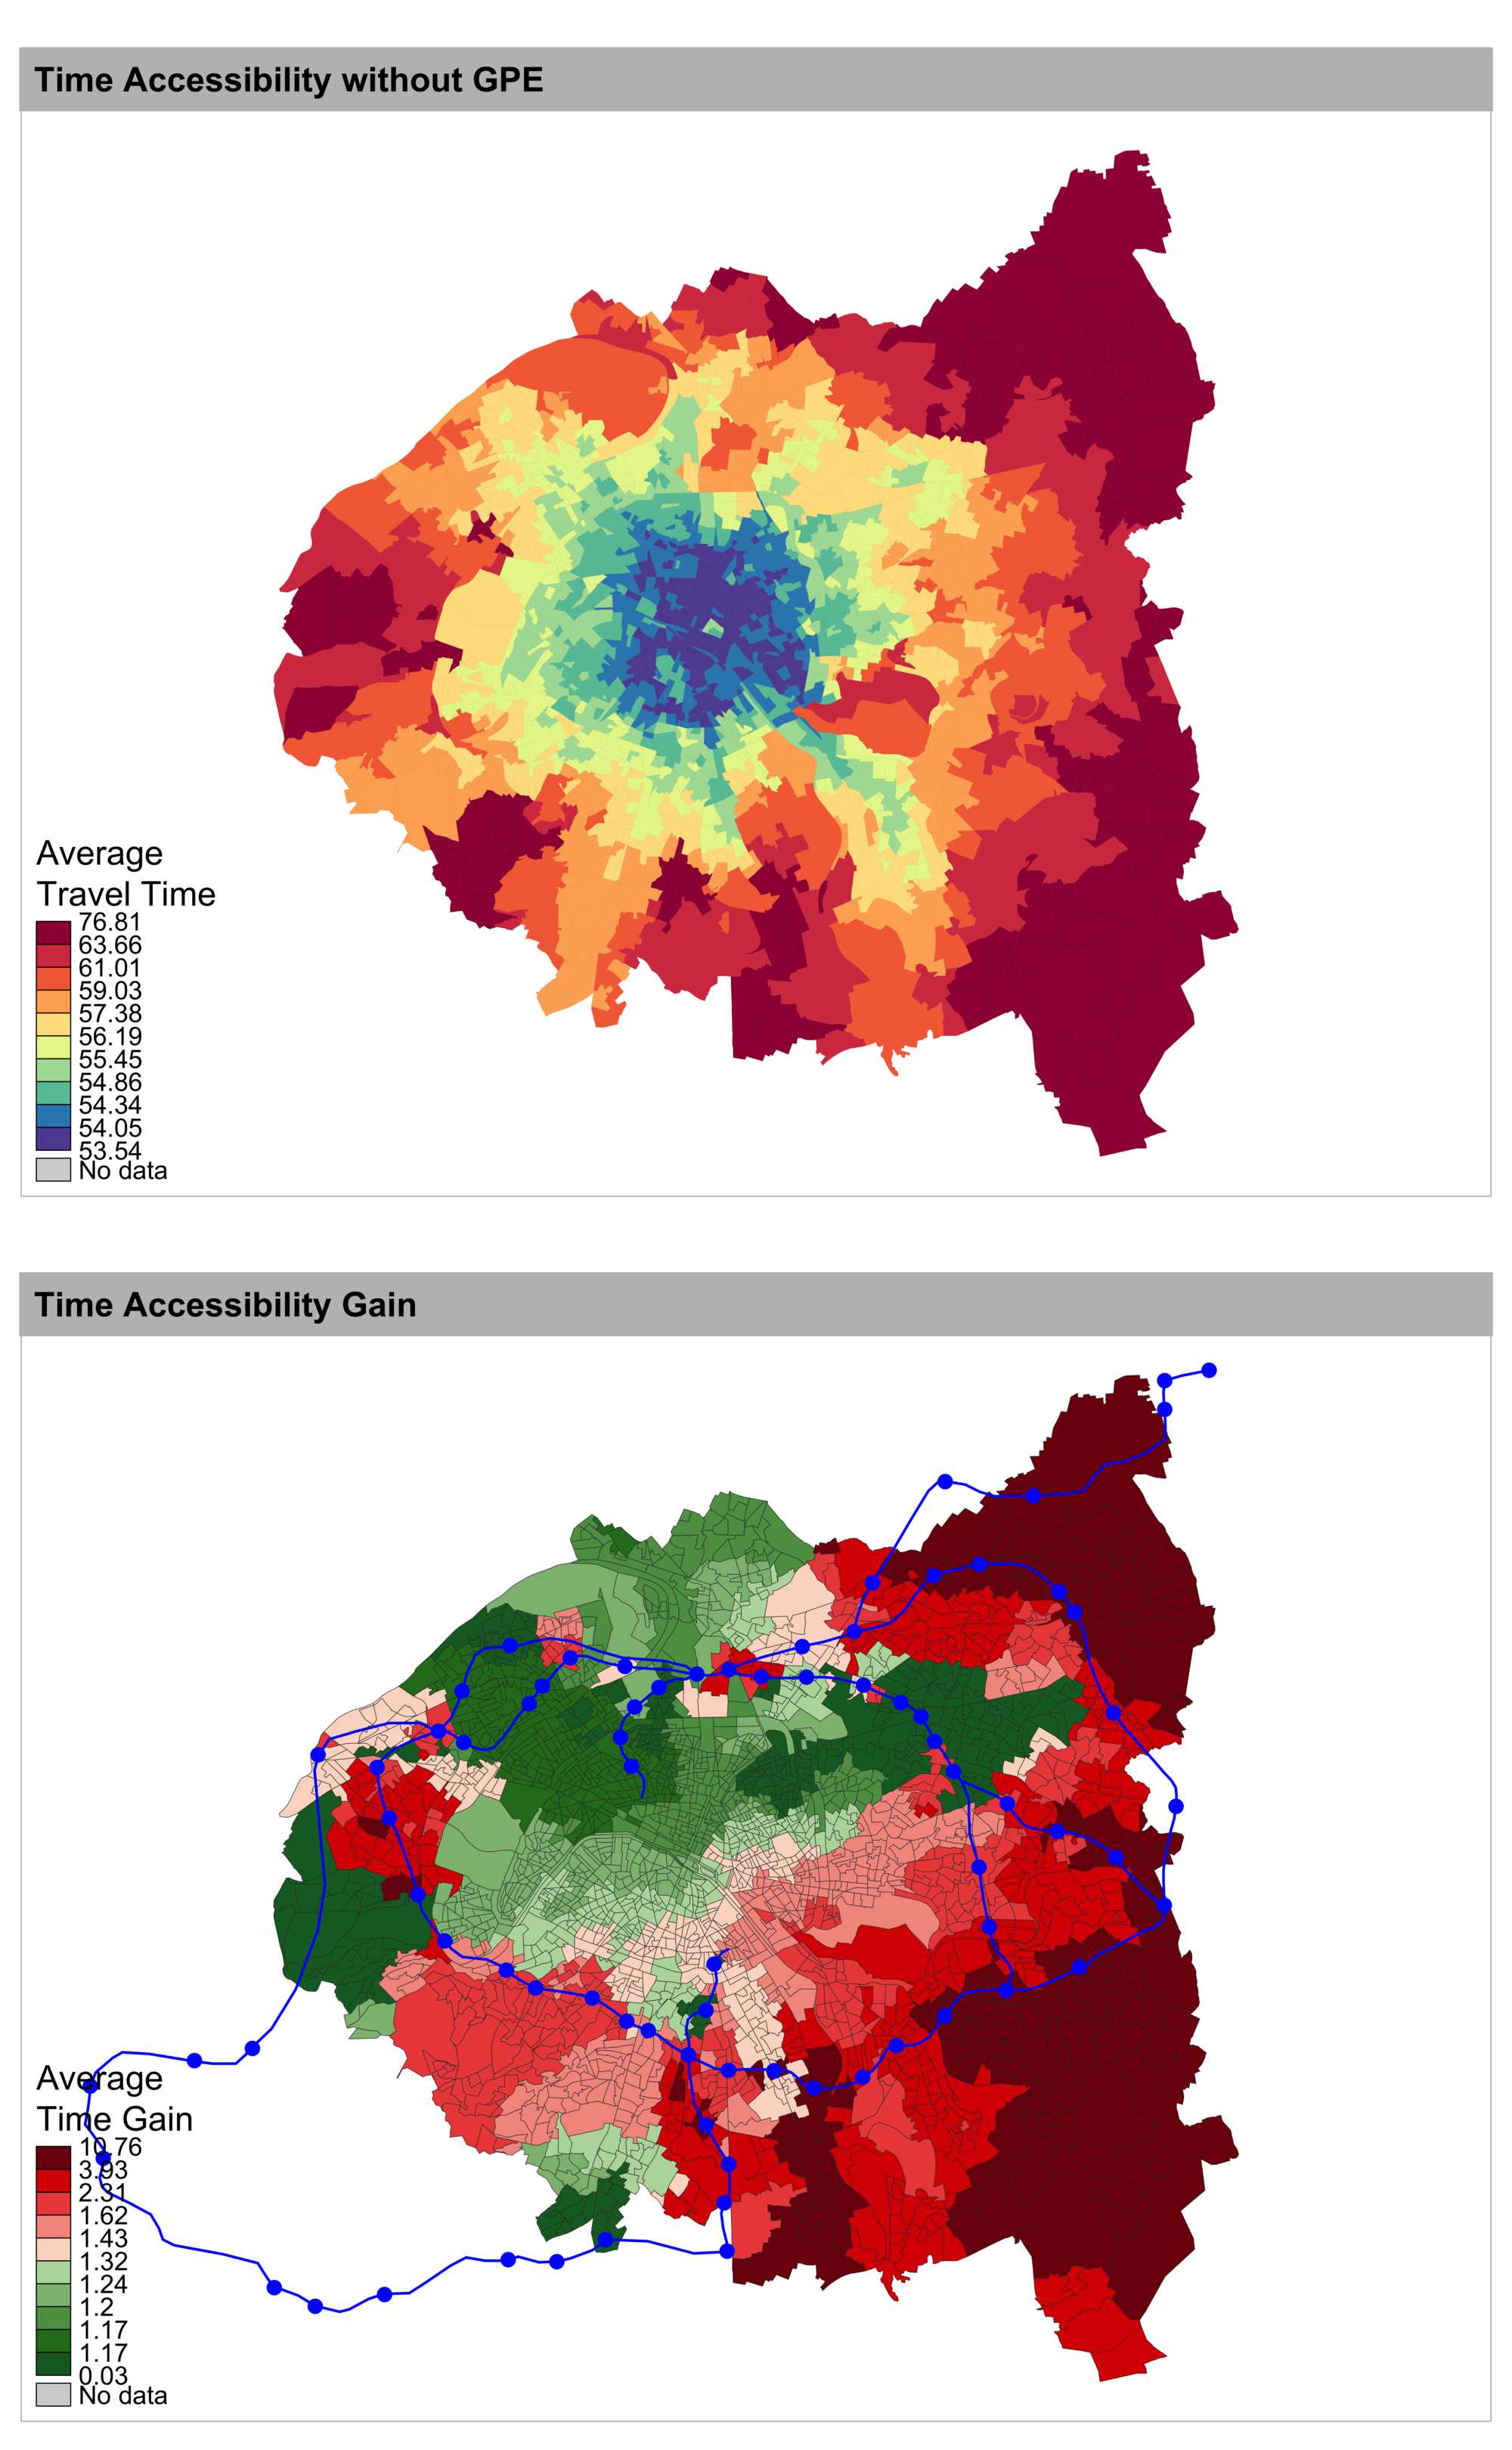 Time Accessibility without GPE
Average
Travel Time
76.81
63.66
61.01
59.03
57.38
56.19
55.45
54.86
54.34
54.05
53.54
No data
Time Accessibility Gain
Average
Time Gain
10.76
3.93
2.31
1.62
1.43
1.32
1.24
1.2
1.17
1.17
0.03
No data